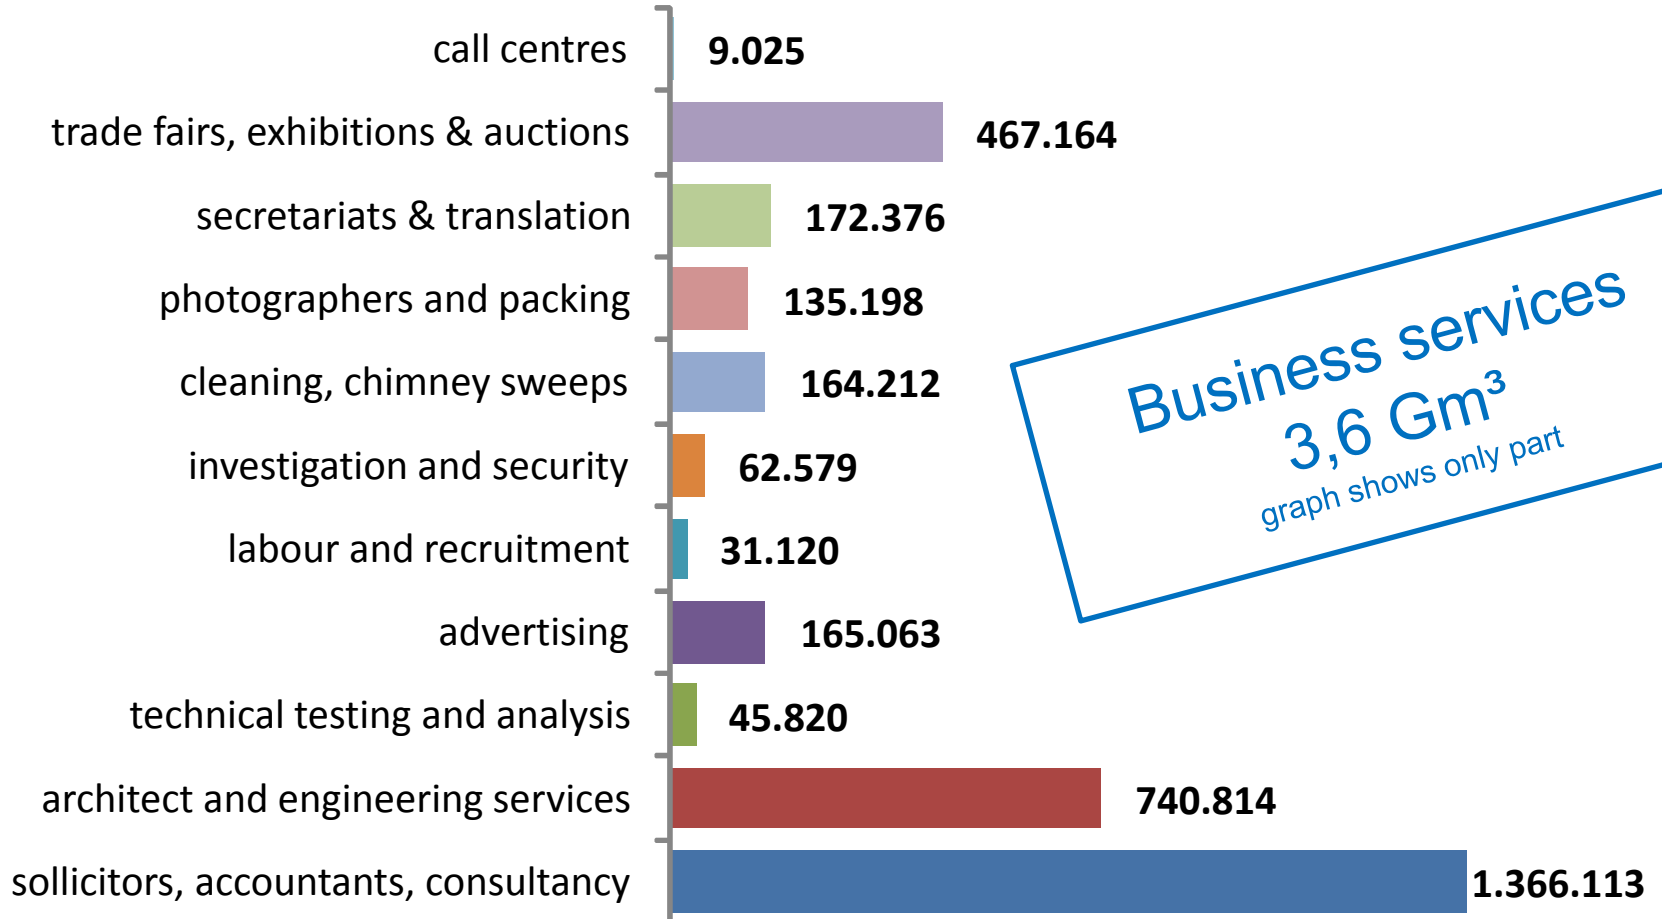 call centres 9.025
trade fairs, exhibitions & auctions 467.164
secretariats & translation 172.376
photographers and packing 135.198
cleaning, chimney sweeps 164.212
investigation and security 62.579
labour and recruitment 31.120
advertising 165.063
technical testing and analysis 45.820
architect and engineering services 740.814
sollicitors, accountants, consultancy 1.366.113
Business services
3,6 Gm³
graph shows only part